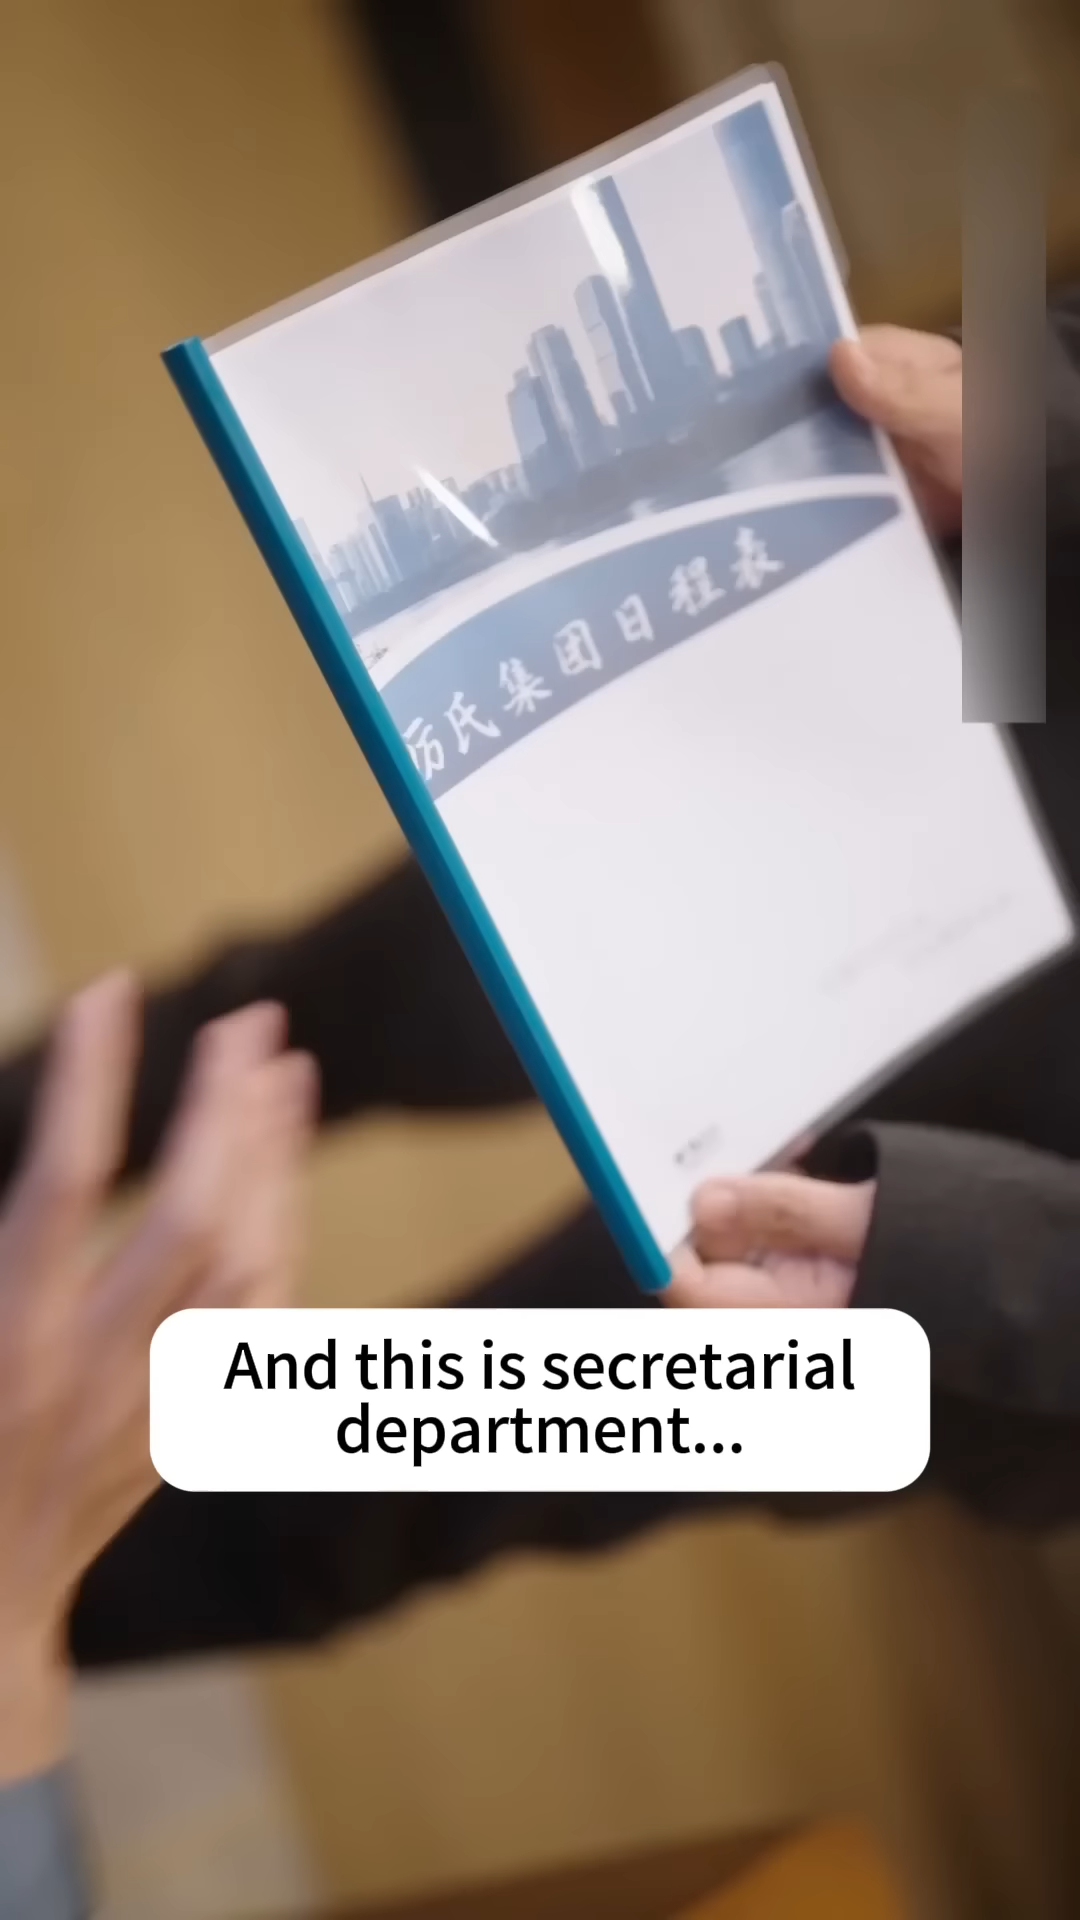 厉氏集团日程表
And this is secretarial
department...